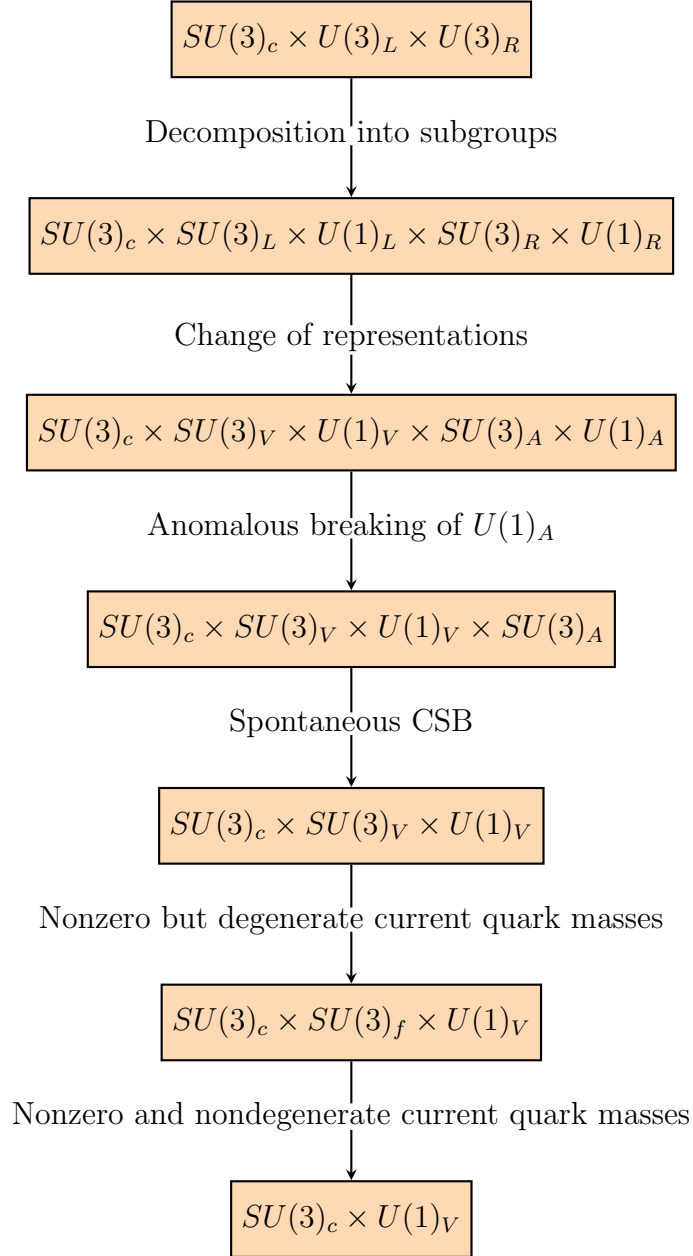 SU(3)_c × U(3)_L × U(3)_R
Decomposition into subgroups
SU(3)_c × SU(3)_L × U(1)_L × SU(3)_R × U(1)_R
Change of representations
SU(3)_c × SU(3)_V × U(1)_V × SU(3)_A × U(1)_A
Anomalous breaking of U(1)_A
SU(3)_c × SU(3)_V × U(1)_V × SU(3)_A
Spontaneous CSB
SU(3)_c × SU(3)_V × U(1)_V
Nonzero but degenerate current quark masses
SU(3)_c × SU(3)_f × U(1)_V
Nonzero and nondegenerate current quark masses
SU(3)_c × U(1)_V